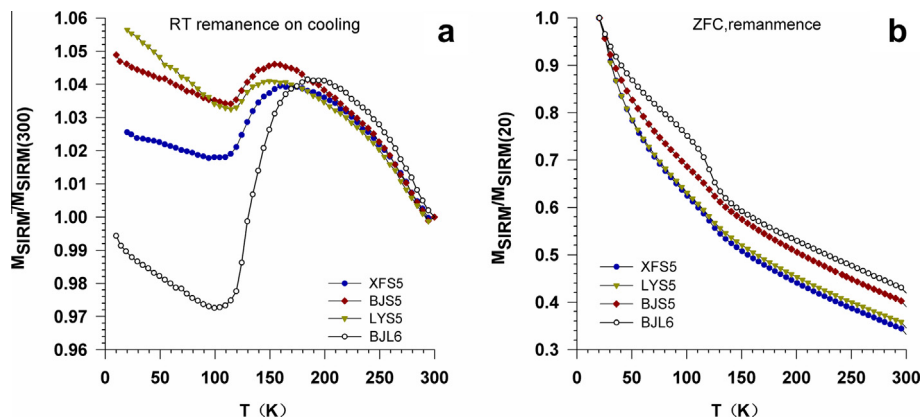 RT remanence on cooling
a
MSIRM/MSIRM(300)
1.06
1.05
1.04
1.03
1.02
1.01
1.00
0.99
0.98
0.97
0.96
XFS5
BJS5
LYS5
BJL6
0 50 100 150 200 250 300
T (K)
ZFC,remanmence
b
MSIRM/MSIRM(20)
1.0
0.9
0.8
0.7
0.6
0.5
0.4
0.3
XFS5
LYS5
BJS5
BJL6
0 50 100 150 200 250 300
T (K)